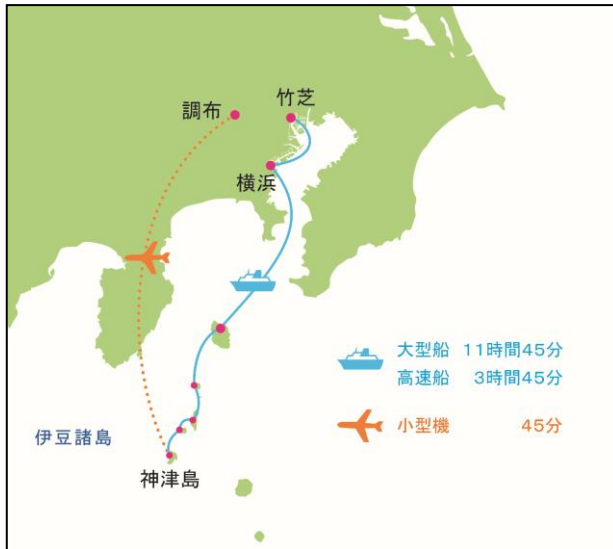 竹芝
調布
横浜
大型船 11時間45分
高速船 3時間45分
小型機 45分
伊豆諸島
神津島